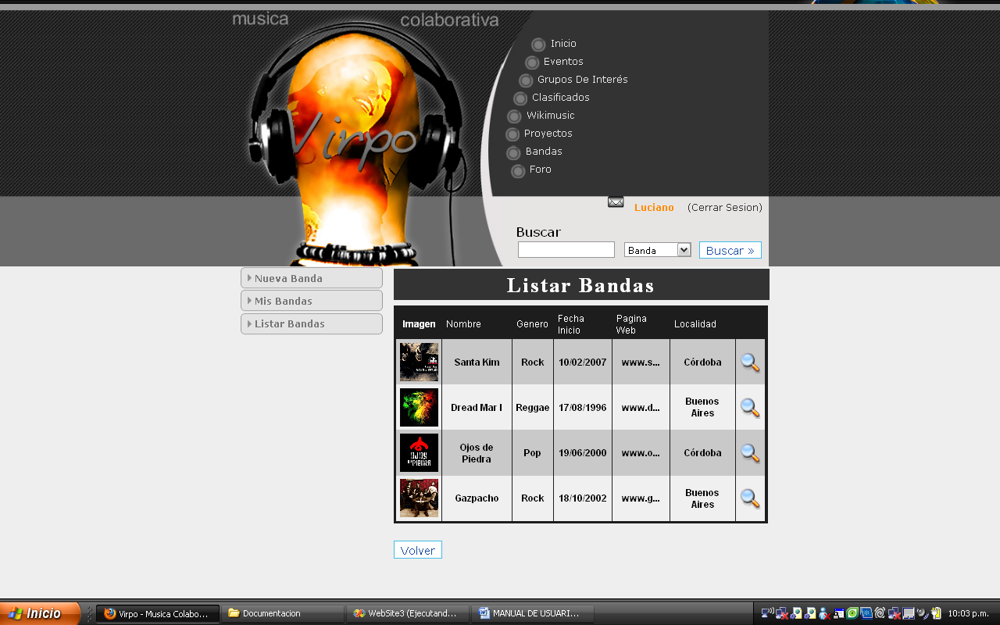 musica colaborativa
Virpo
Inicio
Eventos
Grupos De Interés
Clasificados
Wikimusic
Proyectos
Bandas
Foro
Luciano (Cerrar Sesion)
Buscar
Banda Buscar »
Nueva Banda
Mis Bandas
Listar Bandas
Listar Bandas
Imagen Nombre Genero Fecha Inicio Pagina Web Localidad
Santa Kim Rock 10/02/2007 www.s... Córdoba
Dread Mar I Reggae 17/08/1996 www.d... Buenos Aires
OJOS DE PIEDRA Ojos de Piedra Pop 19/06/2000 www.o... Córdoba
Gazpacho Rock 18/10/2002 www.g... Buenos Aires
Volver
Inicio Virpo - Musica Colabo... Documentacion WebSite3 (Ejecutand... MANUAL DE USUARI... 10:03 p.m.